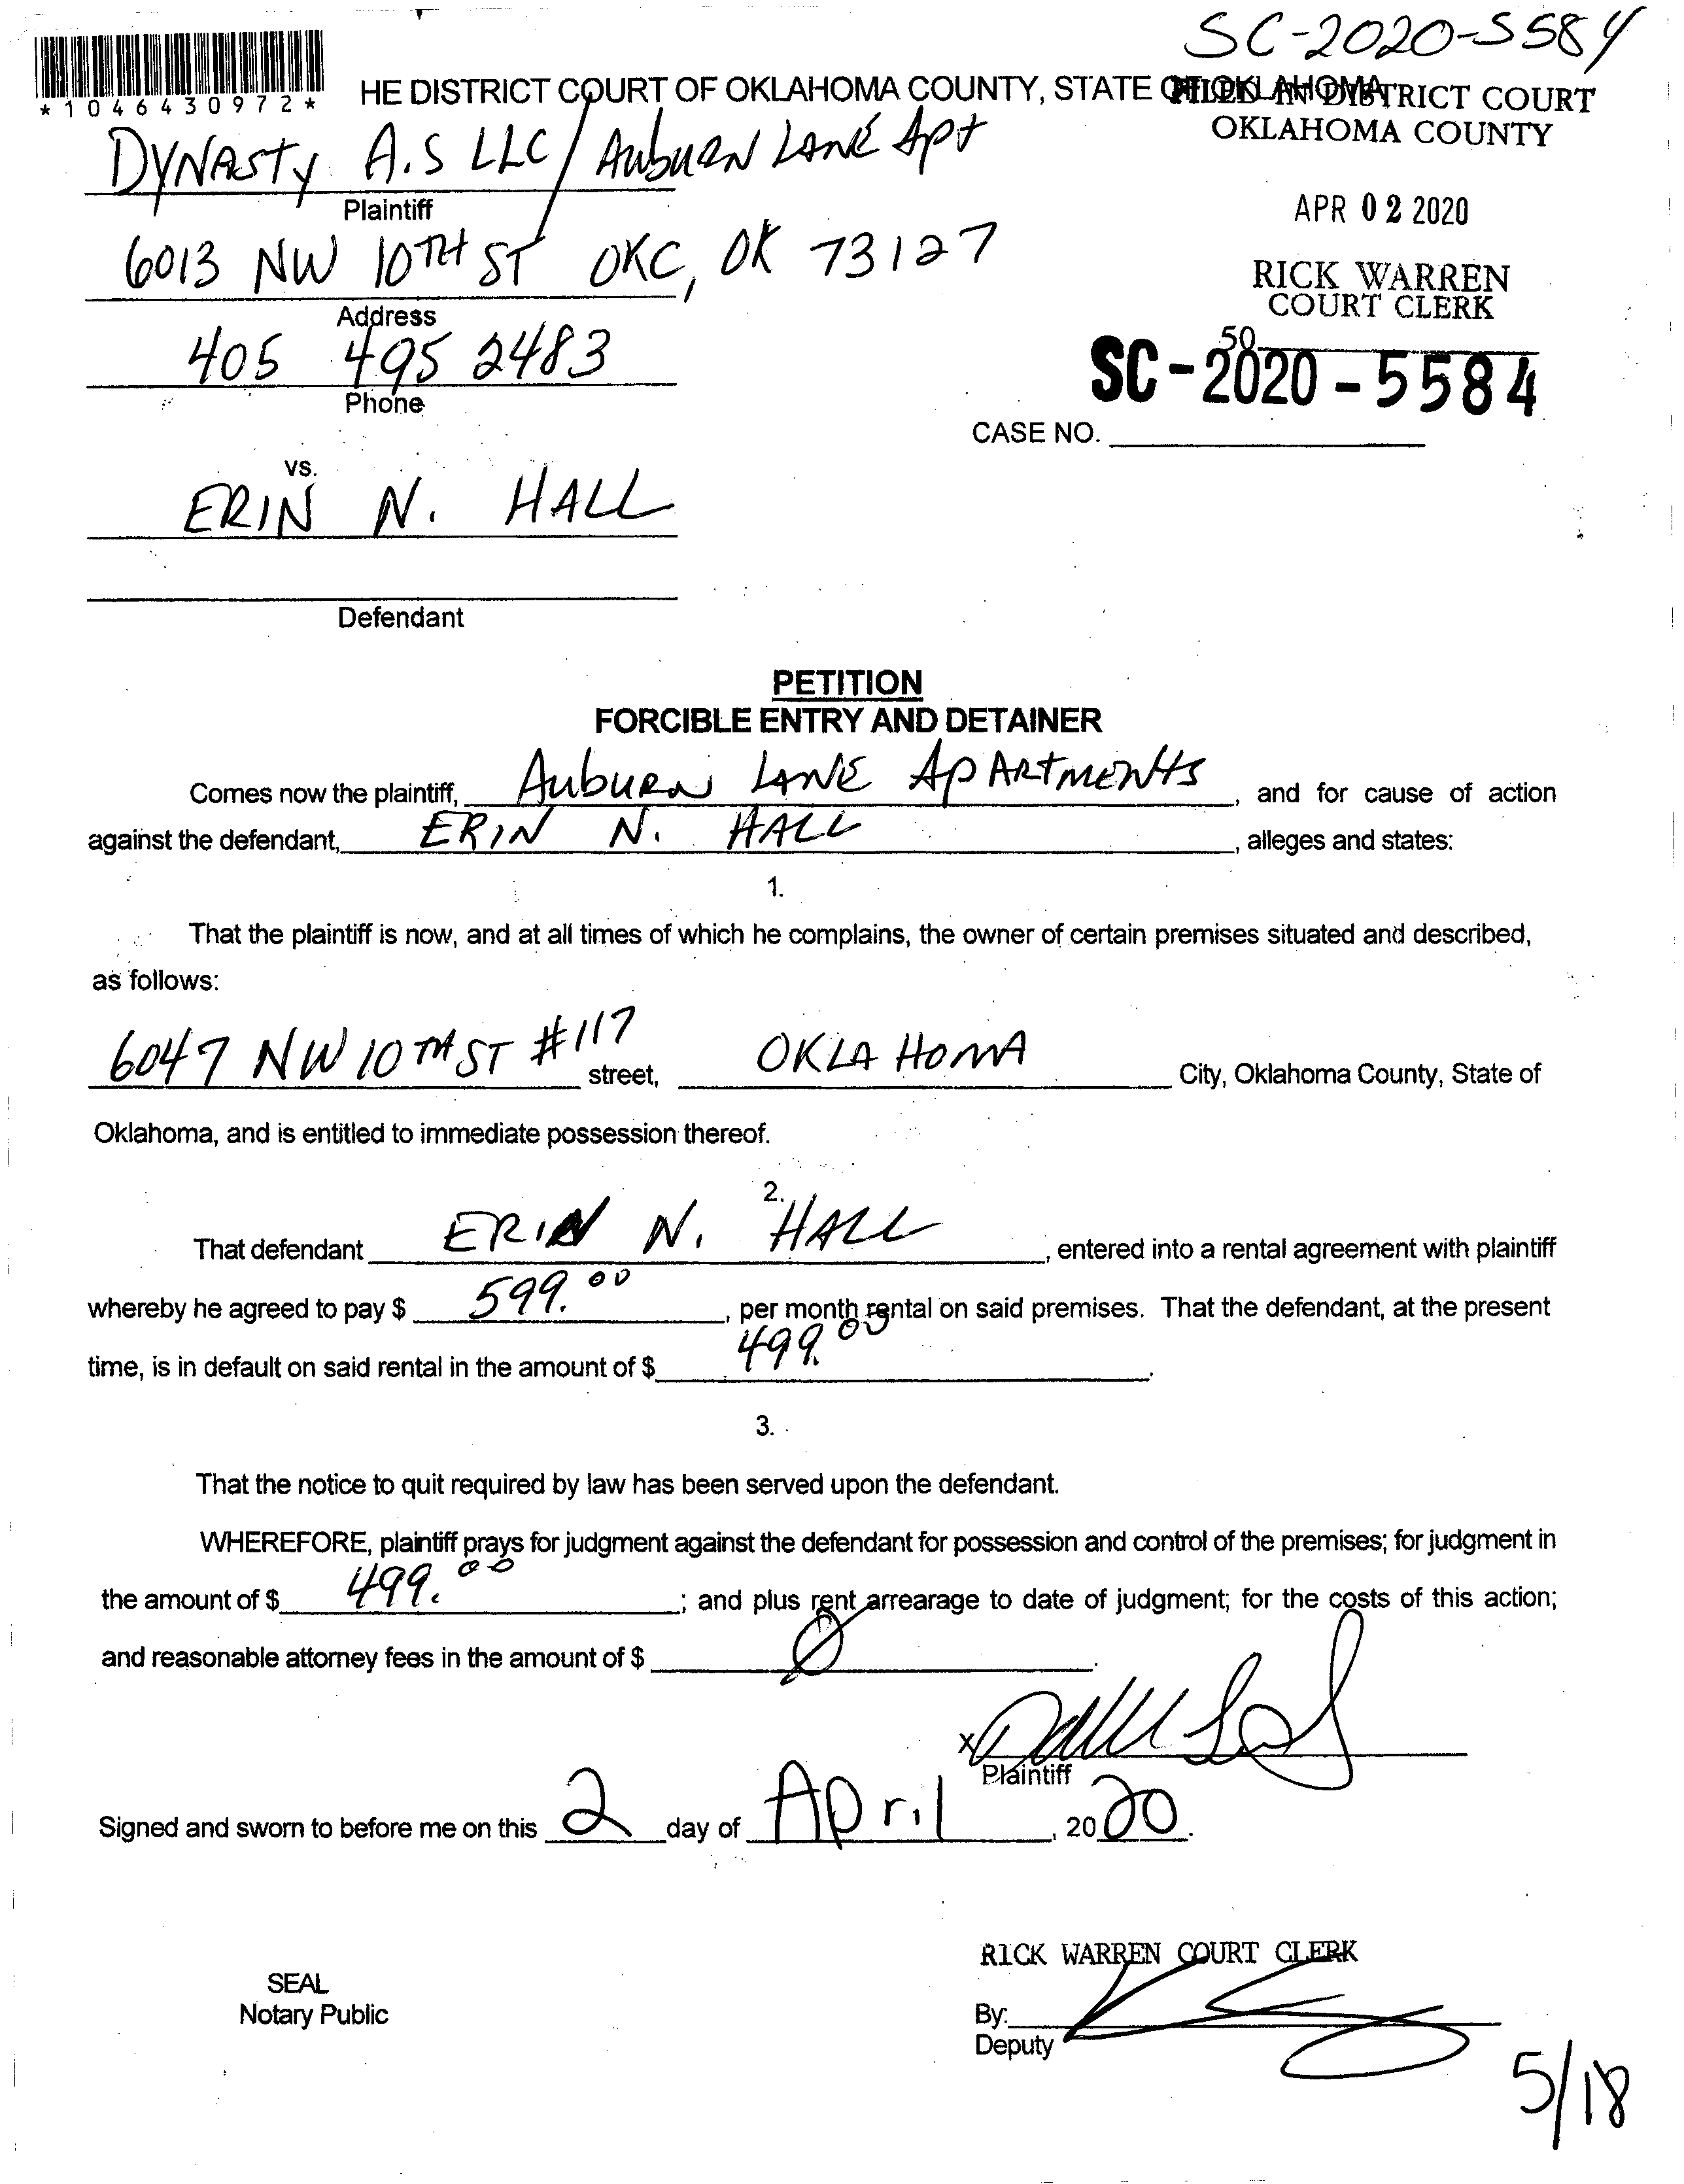 SC-2020-5584
*1046430972*
HE DISTRICT COURT OF OKLAHOMA COUNTY, STATE OF OKLAHOMA
FILED IN DISTRICT COURT
OKLAHOMA COUNTY
DYNASTY A.S LLC / AUBURN LANE Apt
Plaintiff
APR 02 2020
6013 NW 10TH ST OKC, OK 73127
Address
RICK WARREN
COURT CLERK
405 495 2483
Phone
50
SC-2020-5584
CASE NO.
vs.
ERIN N. HALL
Defendant
PETITION
FORCIBLE ENTRY AND DETAINER
Comes now the plaintiff, AUBURN LANE APARTMENTS, and for cause of action
against the defendant, ERIN N. HALL, alleges and states:
1.
That the plaintiff is now, and at all times of which he complains, the owner of certain premises situated and described,
as follows:
6047 NW 10TH ST #117 street, OKLAHOMA City, Oklahoma County, State of
Oklahoma, and is entitled to immediate possession thereof.
2.
That defendant ERIN N. HALL, entered into a rental agreement with plaintiff
whereby he agreed to pay $ 599.00, per month rental on said premises. That the defendant, at the present
time, is in default on said rental in the amount of $ 499.00.
3.
That the notice to quit required by law has been served upon the defendant.
WHEREFORE, plaintiff prays for judgment against the defendant for possession and control of the premises; for judgment in
the amount of $ 499.00; and plus rent arrearage to date of judgment; for the costs of this action;
and reasonable attorney fees in the amount of $ Ø.
X
Plaintiff
Signed and sworn to before me on this 2 day of April, 2020.
RICK WARREN COURT CLERK
SEAL
Notary Public
By:
Deputy
5/18